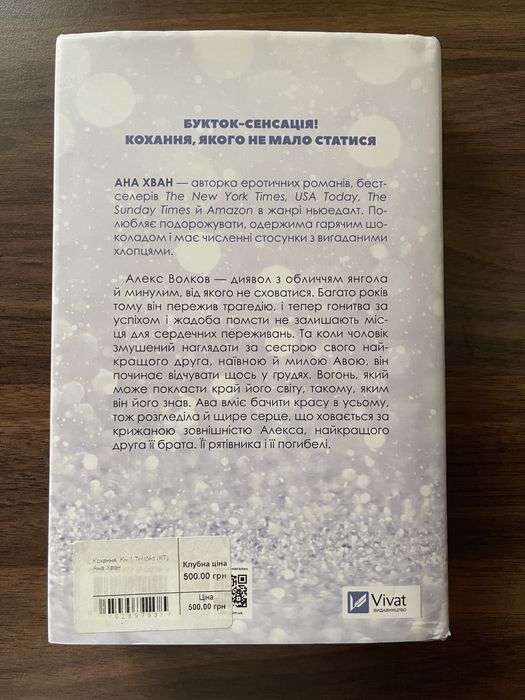 БУКТОК-СЕНСАЦІЯ!
КОХАННЯ, ЯКОГО НЕ МАЛО СТАТИСЯ
АНА ХВАН — авторка еротичних романів, бест-
селерів The New York Times, USA Today, The
Sunday Times й Amazon в жанрі ньюедалт. По-
любляє подорожувати, одержима гарячим шо-
коладом і має численні стосунки з вигаданими
хлопцями.
Алекс Волков — диявол з обличчям янгола
й минулим, від якого не сховатися. Багато років
тому він пережив трагедію, і тепер гонитва за
успіхом і жадоба помсти не залишають міс-
ця для сердечних переживань. Та коли чоловік
змушений наглядати за сестрою свого най-
кращого друга, наївною й милою Авою, він
починає відчувати щось у грудях. Вогонь, який
може покласти край його світу, такому, яким
він його знав. Ава вміє бачити красу в усьому,
тож розгледіла й щире серце, що ховається за
крижаною зовнішністю Алекса, найкращого
друга її брата. Її рятівника і її погибелі.
Кохання. Кн.1
Ана Хван
Клубна ціна
500.00 грн
Ціна
500.00 грн
Vivat
ВИДАВНИЦТВО